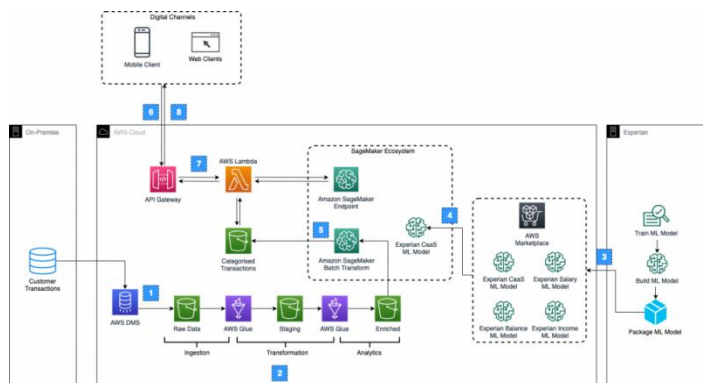 Digital Channels
Mobile Client
Web Clients
6
8
On-Premise
AWS Cloud
Experian
7
AWS Lambda
SageMaker Ecosystem
API Gateway
Amazon SageMaker
Endpoint
4
AWS
Marketplace
Train ML Model
5
Experian CaaS
ML Model
3
Categorised
Transactions
Amazon SageMaker
Batch Transform
Experian CaaS
ML Model
Experian Salary
ML Model
Build ML Model
Customer
Transactions
1
AWS DMS
Raw Data
AWS Glue
Staging
AWS Glue
Enriched
Experian Balance
ML Model
Experian Income
ML Model
Package ML Model
Ingestion
Transformation
Analytics
2